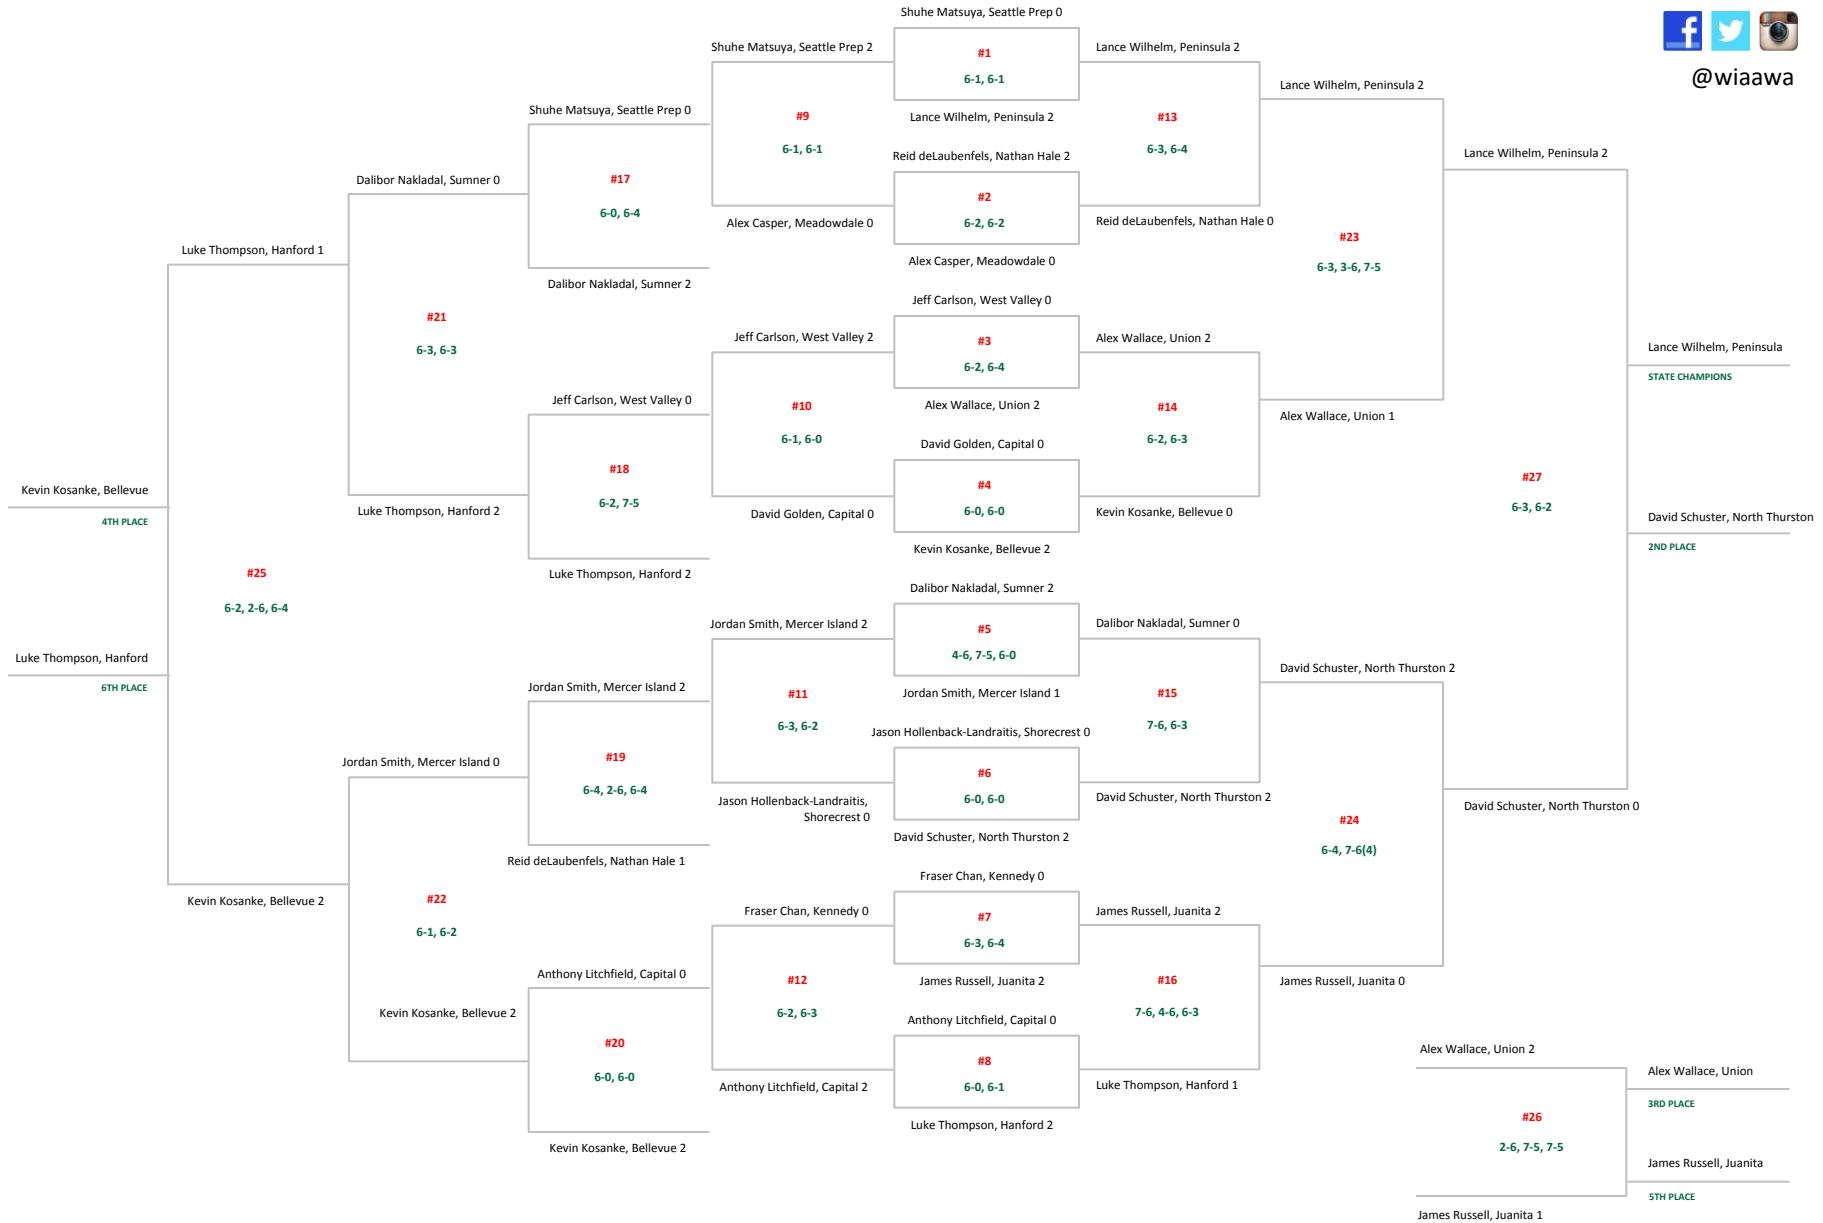 Shuhe Matsuya, Seattle Prep 0
@wiaawa
Shuhe Matsuya, Seattle Prep 2
#1
6-1, 6-1
Lance Wilhelm, Peninsula 2
Lance Wilhelm, Peninsula 2
Shuhe Matsuya, Seattle Prep 0
#9
6-1, 6-1
Lance Wilhelm, Peninsula 2
#13
6-3, 6-4
Reid deLaubenfels, Nathan Hale 2
Lance Wilhelm, Peninsula 2
Dalibor Nakladal, Sumner 0
#17
6-0, 6-4
#2
6-2, 6-2
Alex Casper, Meadowdale 0
Reid deLaubenfels, Nathan Hale 0
Luke Thompson, Hanford 1
#23
6-3, 3-6, 7-5
Alex Casper, Meadowdale 0
Dalibor Nakladal, Sumner 2
Jeff Carlson, West Valley 0
#21
6-3, 6-3
Jeff Carlson, West Valley 2
#3
6-2, 6-4
Alex Wallace, Union 2
Lance Wilhelm, Peninsula
STATE CHAMPIONS
Jeff Carlson, West Valley 0
#10
6-1, 6-0
Alex Wallace, Union 2
#14
6-2, 6-3
Alex Wallace, Union 1
David Golden, Capital 0
#18
6-2, 7-5
#4
6-0, 6-0
#27
6-3, 6-2
Kevin Kosanke, Bellevue
4TH PLACE
Luke Thompson, Hanford 2
David Golden, Capital 0
Kevin Kosanke, Bellevue 0
David Schuster, North Thurston
2ND PLACE
Kevin Kosanke, Bellevue 2
Luke Thompson, Hanford 2
#25
6-2, 2-6, 6-4
Dalibor Nakladal, Sumner 2
Jordan Smith, Mercer Island 2
#5
4-6, 7-5, 6-0
Dalibor Nakladal, Sumner 0
Luke Thompson, Hanford
6TH PLACE
David Schuster, North Thurston 2
Jordan Smith, Mercer Island 2
#11
6-3, 6-2
Jordan Smith, Mercer Island 1
#15
7-6, 6-3
Jason Hollenback-Landraitis, Shorecrest 0
Jordan Smith, Mercer Island 0
#19
6-4, 2-6, 6-4
#6
6-0, 6-0
Jason Hollenback-Landraitis,
Shorecrest 0
David Schuster, North Thurston 2
David Schuster, North Thurston 0
David Schuster, North Thurston 2
#24
6-4, 7-6(4)
Reid deLaubenfels, Nathan Hale 1
Fraser Chan, Kennedy 0
Kevin Kosanke, Bellevue 2
#22
6-1, 6-2
Fraser Chan, Kennedy 0
#7
6-3, 6-4
James Russell, Juanita 2
Anthony Litchfield, Capital 0
#12
6-2, 6-3
James Russell, Juanita 2
#16
7-6, 4-6, 6-3
James Russell, Juanita 0
Kevin Kosanke, Bellevue 2
Anthony Litchfield, Capital 0
#20
6-0, 6-0
#8
6-0, 6-1
Alex Wallace, Union 2
Alex Wallace, Union
3RD PLACE
Anthony Litchfield, Capital 2
Luke Thompson, Hanford 1
Luke Thompson, Hanford 2
#26
2-6, 7-5, 7-5
Kevin Kosanke, Bellevue 2
James Russell, Juanita
5TH PLACE
James Russell, Juanita 1